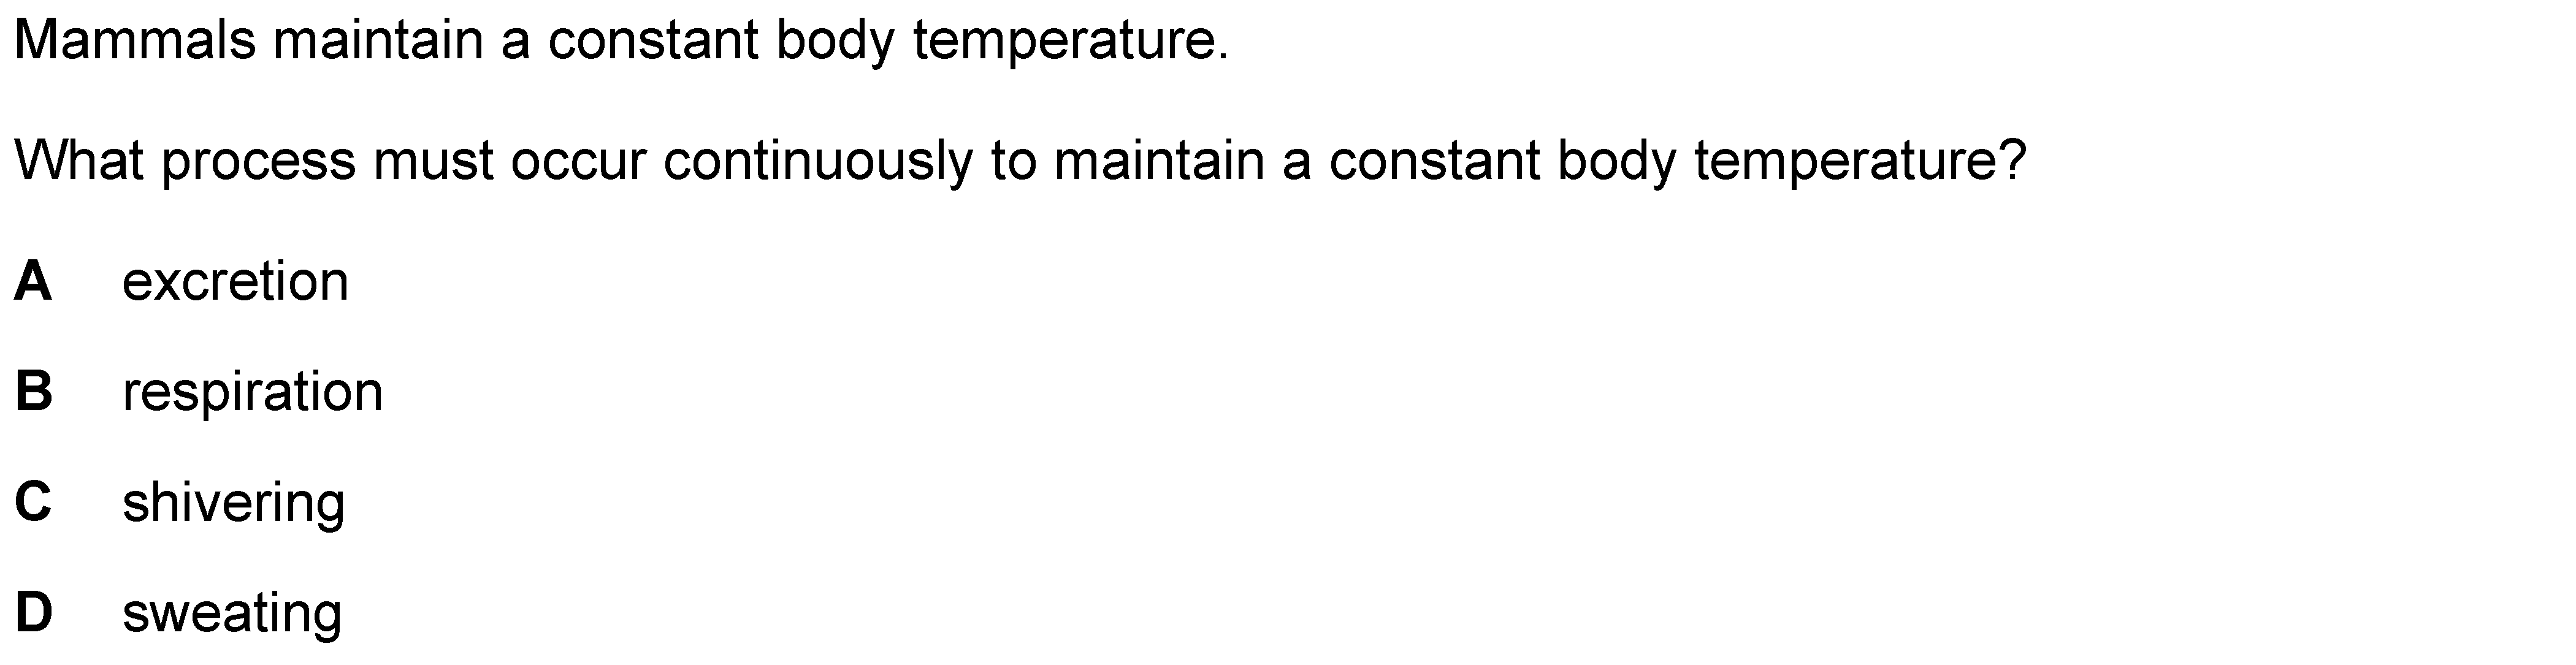 Mammals maintain a constant body temperature.
What process must occur continuously to maintain a constant body temperature?
A excretion
B respiration
C shivering
D sweating